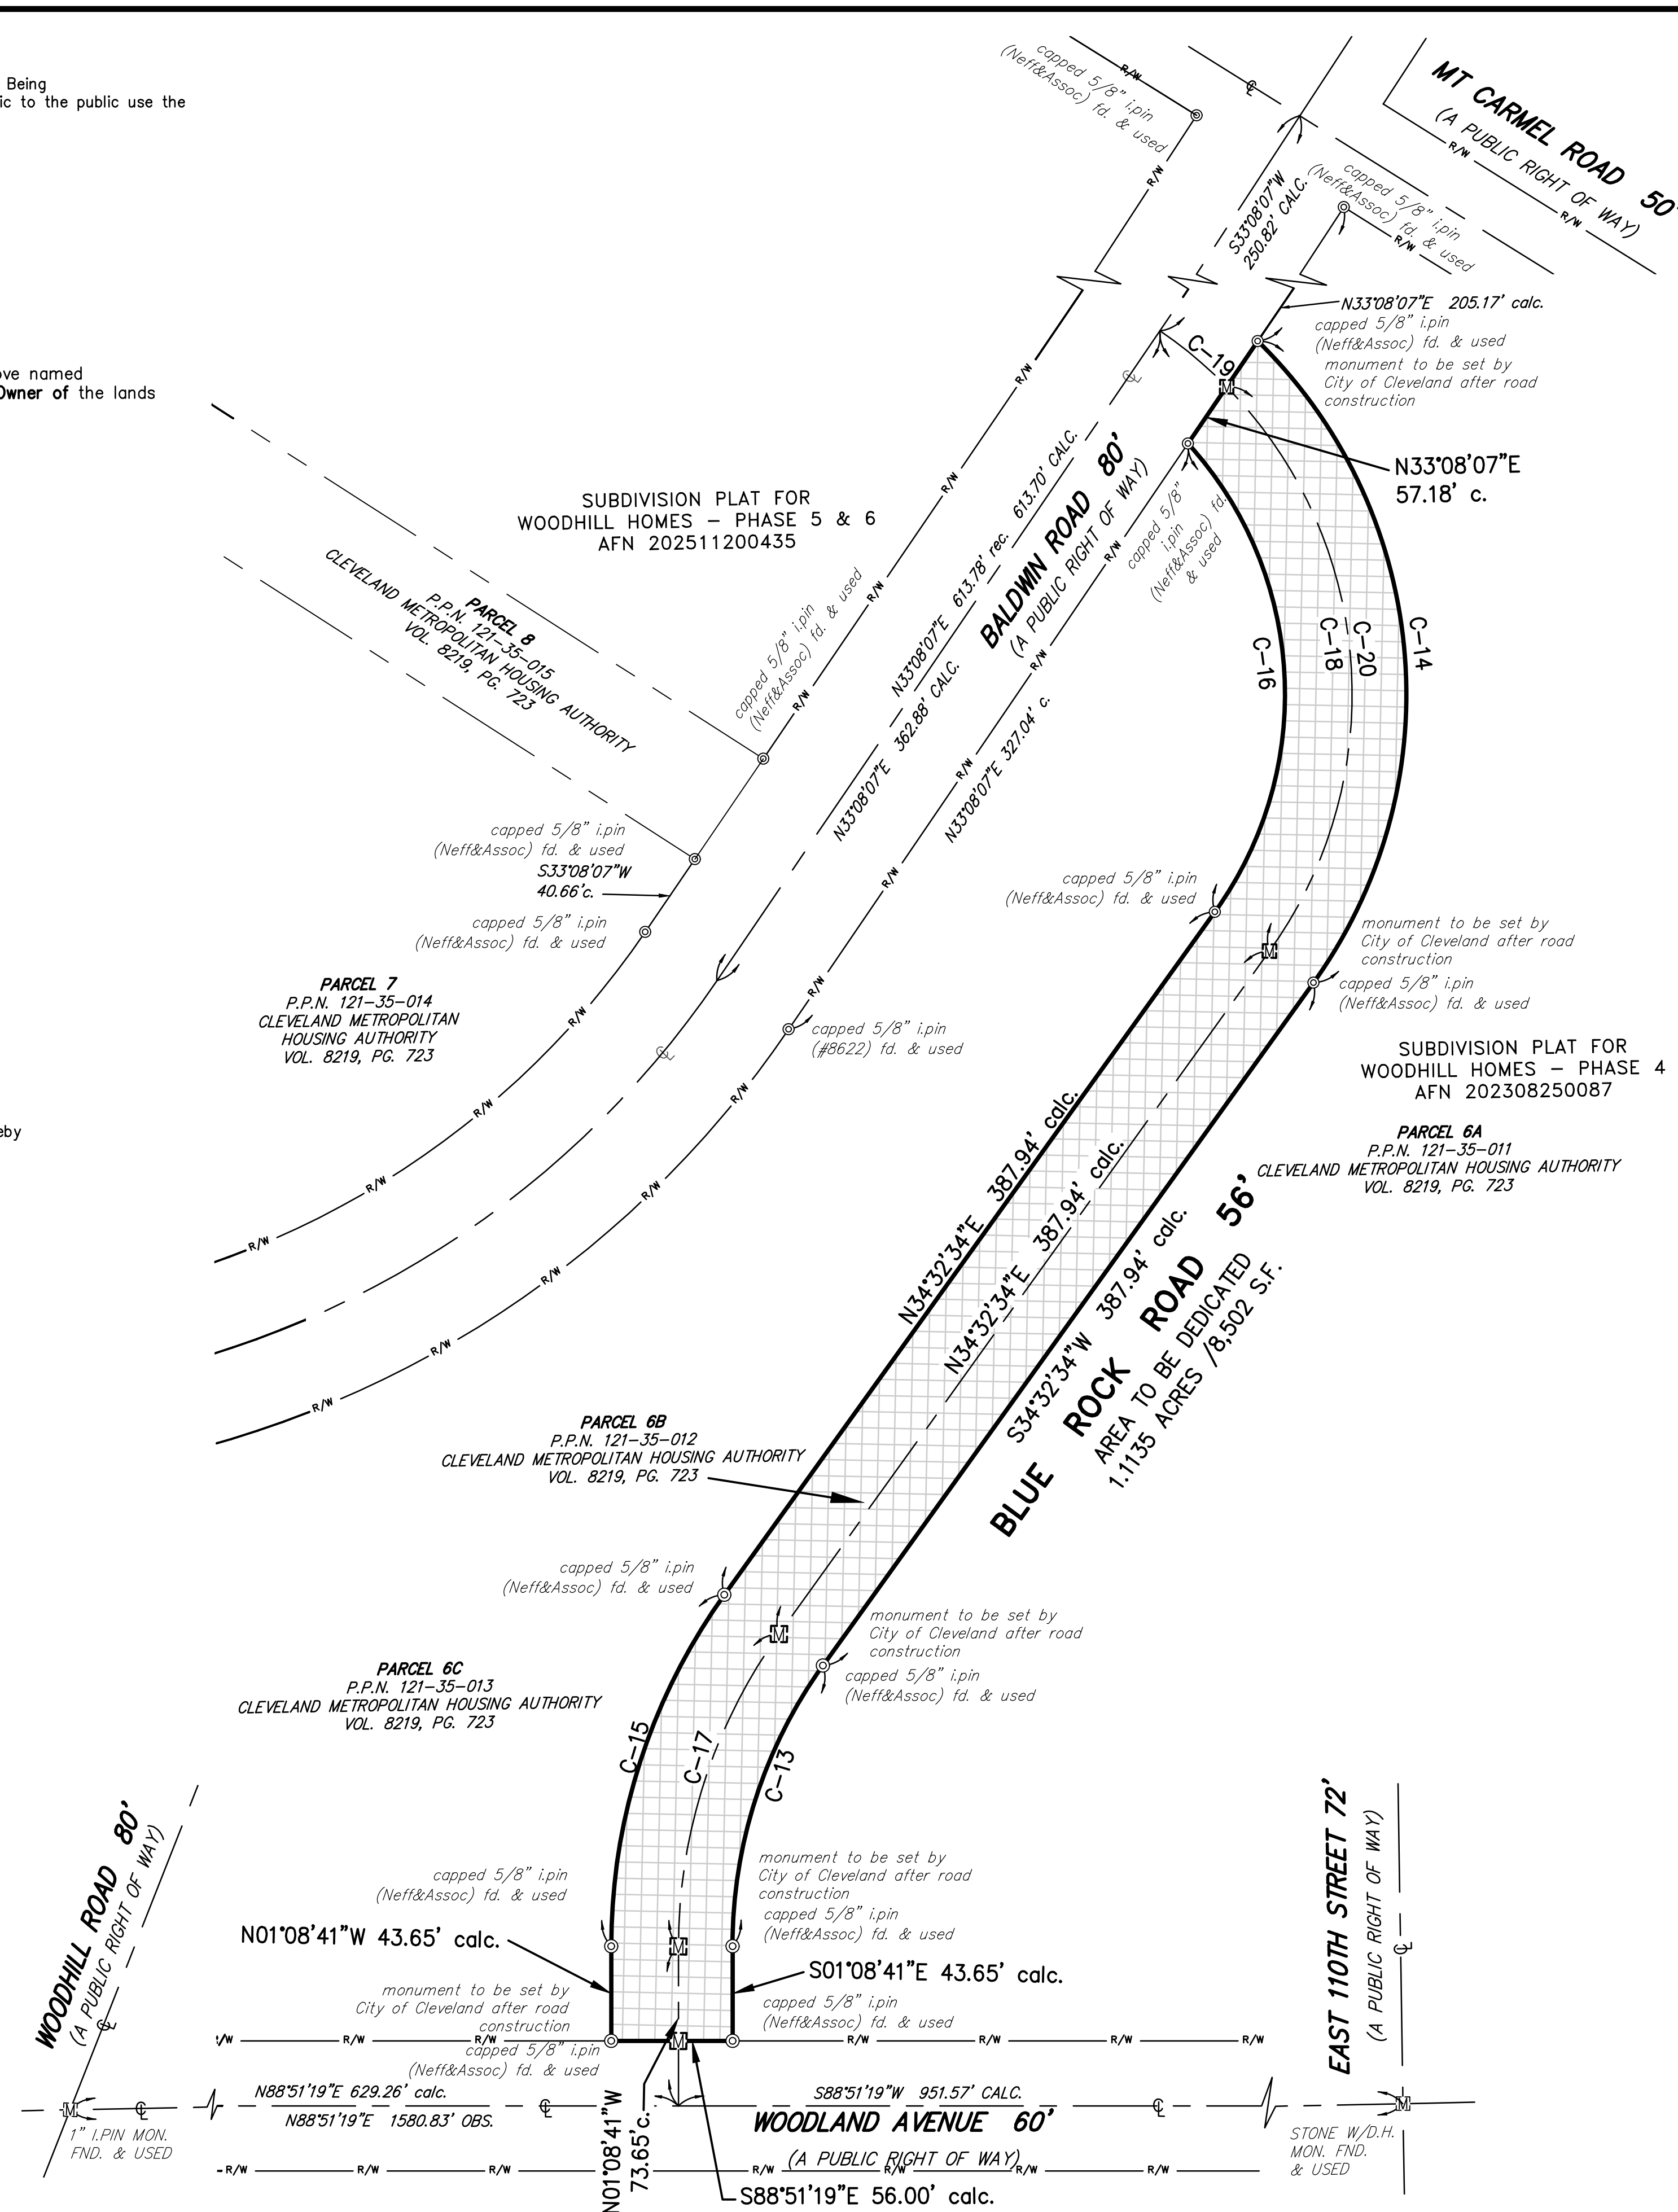 Being
ic to the public use the
ove named
Owner of the lands
eby
capped 5/8" i.pin
(Neff&Assoc) fd. & used
R/W
MT CARMEL ROAD 50'
(A PUBLIC RIGHT OF WAY)
R/W
R/W
S33°08'07"W
250.82' CALC.
capped 5/8" i.pin
(Neff&Assoc) fd. & used
R/W
R/W
N33°08'07"E 205.17' calc.
capped 5/8" i.pin
(Neff&Assoc) fd. & used
monument to be set by
City of Cleveland after road
construction
C-19
M
N33°08'07"E
57.18' c.
SUBDIVISION PLAT FOR
WOODHILL HOMES – PHASE 5 & 6
AFN 202511200435
R/W
R/W
R/W
N33°08'07"E 613.78' rec. 613.70' CALC.
BALDWIN ROAD 80'
(A PUBLIC RIGHT OF WAY)
capped 5/8"
i.pin
(Neff&Assoc) fd.
& used
R/W
R/W
R/W
R/W
R/W
PARCEL 8
P.P.N. 121-35-015
CLEVELAND METROPOLITAN HOUSING AUTHORITY
VOL. 8219, PG. 723
capped 5/8" i.pin
(Neff&Assoc) fd. & used
R/W
N33°08'07"E 362.88' CALC.
N33°08'07"E 327.04' c.
C-16
C-18
C-20
C-14
capped 5/8" i.pin
(Neff&Assoc) fd. & used
S33°08'07"W
40.66'c.
capped 5/8" i.pin
(Neff&Assoc) fd. & used
capped 5/8" i.pin
(Neff&Assoc) fd. & used
M
monument to be set by
City of Cleveland after road
construction
capped 5/8" i.pin
(Neff&Assoc) fd. & used
PARCEL 7
P.P.N. 121-35-014
CLEVELAND METROPOLITAN
HOUSING AUTHORITY
VOL. 8219, PG. 723
capped 5/8" i.pin
(#8622) fd. & used
R/W
R/W
R/W
R/W
R/W
R/W
R/W
R/W
R/W
SUBDIVISION PLAT FOR
WOODHILL HOMES – PHASE 4
AFN 202308250087
PARCEL 6A
P.P.N. 121-35-011
CLEVELAND METROPOLITAN HOUSING AUTHORITY
VOL. 8219, PG. 723
N34°32'34"E 387.94' calc.
N34°32'34"E 387.94' calc.
S34°32'34"W 387.94' calc.
BLUE ROCK ROAD 56'
AREA TO BE DEDICATED
1.1135 ACRES /8,502 S.F.
PARCEL 6B
P.P.N. 121-35-012
CLEVELAND METROPOLITAN HOUSING AUTHORITY
VOL. 8219, PG. 723
capped 5/8" i.pin
(Neff&Assoc) fd. & used
M
monument to be set by
City of Cleveland after road
construction
capped 5/8" i.pin
(Neff&Assoc) fd. & used
PARCEL 6C
P.P.N. 121-35-013
CLEVELAND METROPOLITAN HOUSING AUTHORITY
VOL. 8219, PG. 723
C-15
C-17
C-13
WOODHILL ROAD 80'
(A PUBLIC RIGHT OF WAY)
EAST 110TH STREET 72'
(A PUBLIC RIGHT OF WAY)
capped 5/8" i.pin
(Neff&Assoc) fd. & used
monument to be set by
City of Cleveland after road
construction
capped 5/8" i.pin
(Neff&Assoc) fd. & used
N01°08'41"W 43.65' calc.
M
S01°08'41"E 43.65' calc.
monument to be set by
City of Cleveland after road
construction
capped 5/8" i.pin
(Neff&Assoc) fd. & used
capped 5/8" i.pin
(Neff&Assoc) fd. & used
R/W
R/W
R/W
M
R/W
R/W
R/W
R/W
N88°51'19"E 629.26' calc.
N88°51'19"E 1580.83' OBS.
S88°51'19"W 951.57' CALC.
M
1" I.PIN MON.
FND. & USED
N01°08'41"W
73.65'c.
WOODLAND AVENUE 60'
(A PUBLIC RIGHT OF WAY)
M
STONE W/D.H.
MON. FND.
& USED
R/W
R/W
R/W
R/W
R/W
R/W
R/W
S88°51'19"E 56.00' calc.